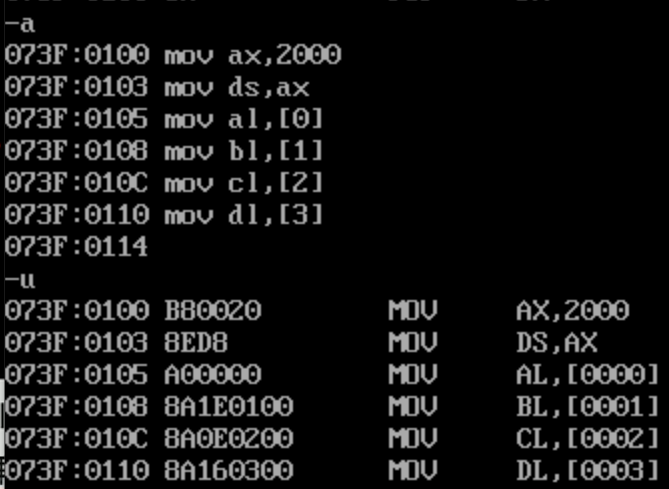 -a
073F:0100 mov ax,2000
073F:0103 mov ds,ax
073F:0105 mov al,[0]
073F:0108 mov bl,[1]
073F:010C mov cl,[2]
073F:0110 mov dl,[3]
073F:0114
-u
073F:0100 B80020 MOV AX,2000
073F:0103 8ED8 MOV DS,AX
073F:0105 A00000 MOV AL,[0000]
073F:0108 8A1E0100 MOV BL,[0001]
073F:010C 8A0E0200 MOV CL,[0002]
073F:0110 8A160300 MOV DL,[0003]